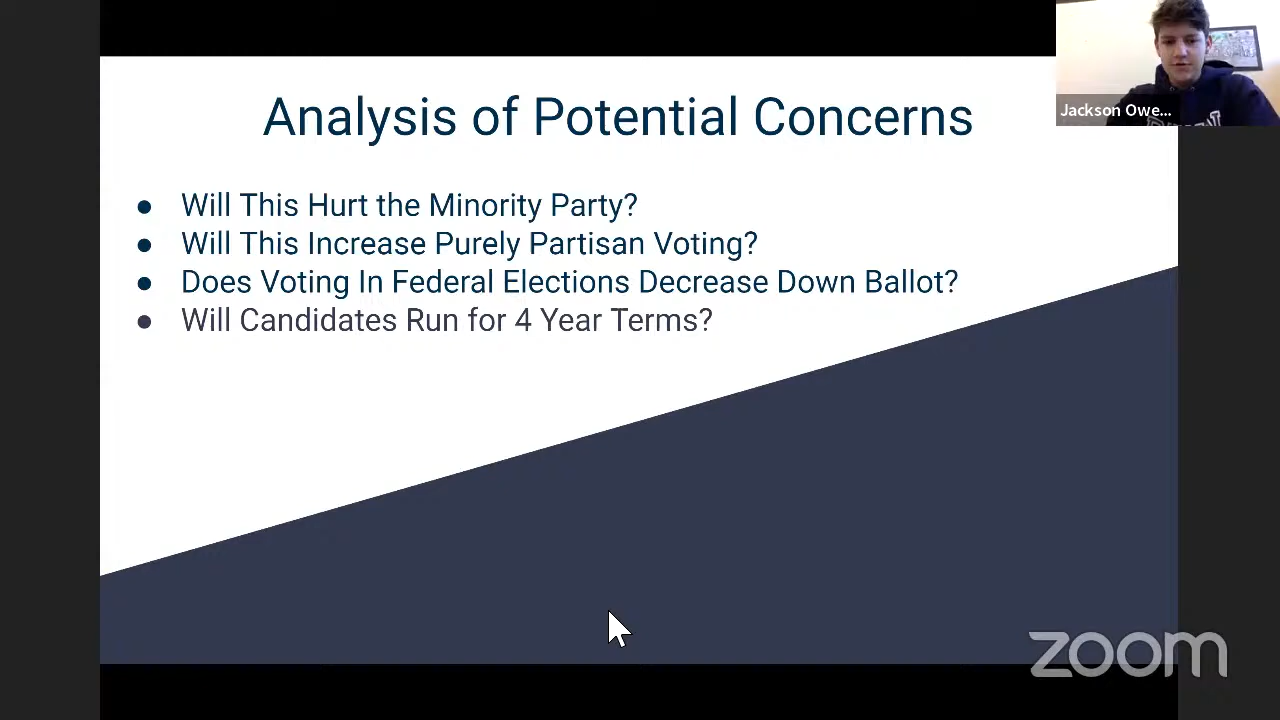 Analysis of Potential Concerns
Jackson Owe...
● Will This Hurt the Minority Party?
● Will This Increase Purely Partisan Voting?
● Does Voting In Federal Elections Decrease Down Ballot?
● Will Candidates Run for 4 Year Terms?
zoom